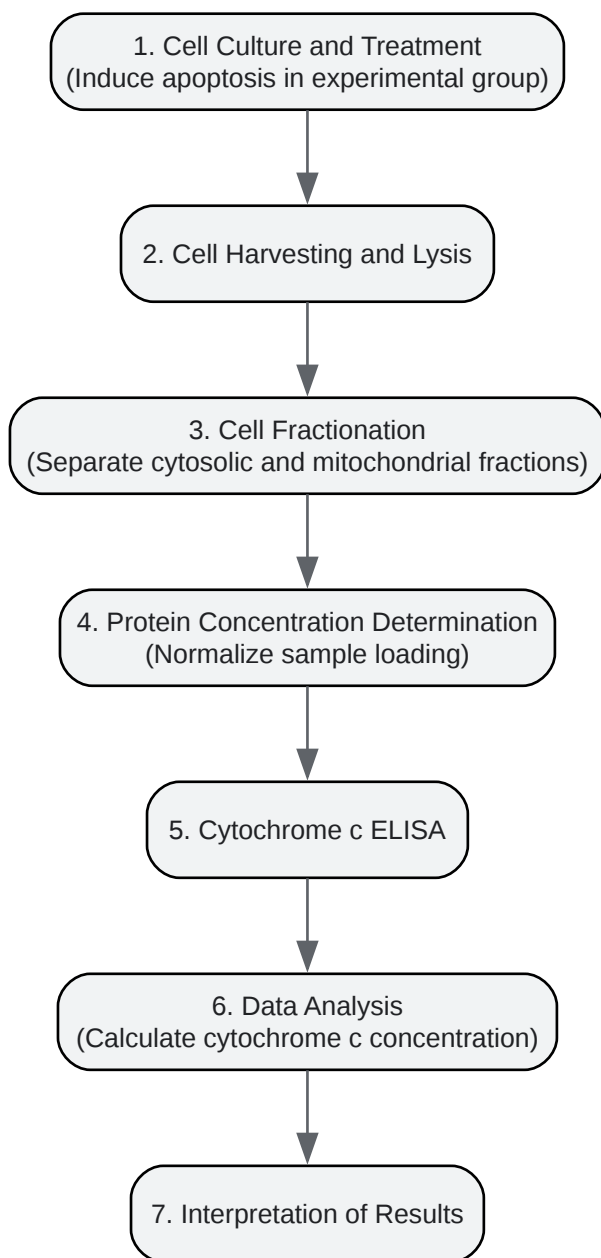 1. Cell Culture and Treatment
(Induce apoptosis in experimental group)
2. Cell Harvesting and Lysis
3. Cell Fractionation
(Separate cytosolic and mitochondrial fractions)
4. Protein Concentration Determination
(Normalize sample loading)
5. Cytochrome c ELISA
6. Data Analysis
(Calculate cytochrome c concentration)
7. Interpretation of Results